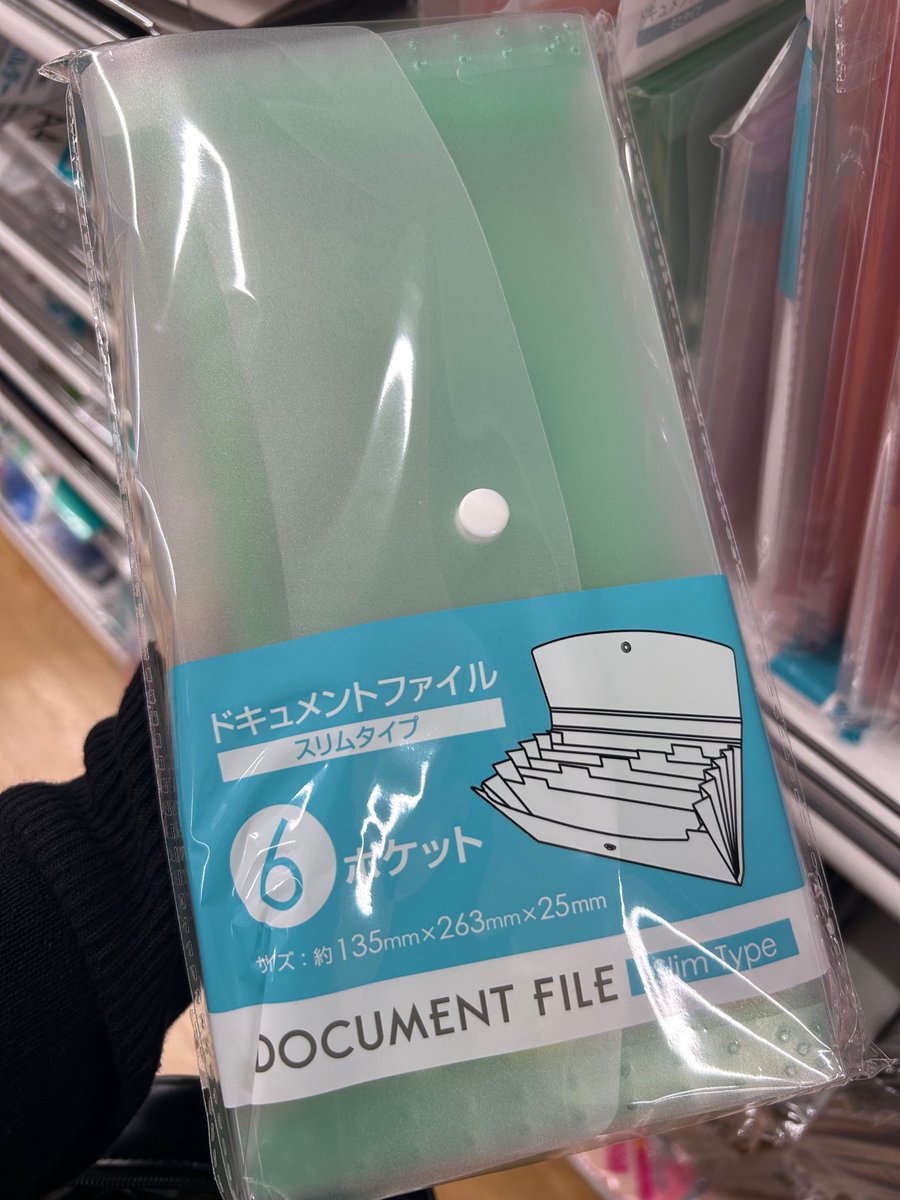 ドキュメントファイル
スリムタイプ
6ポケット
サイズ：約135mm×263mm×25mm
DOCUMENT FILE Slim Type